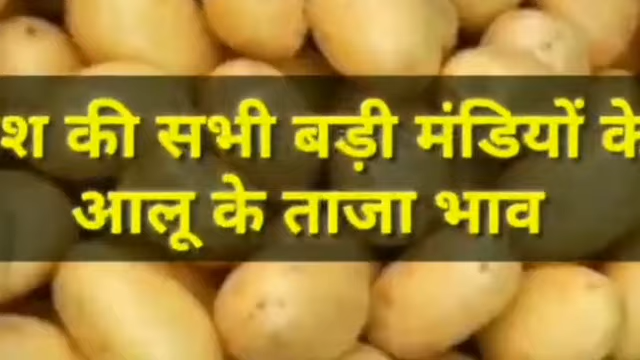 श की सभी बड़ी मंडियों के
आलू के ताजा भाव